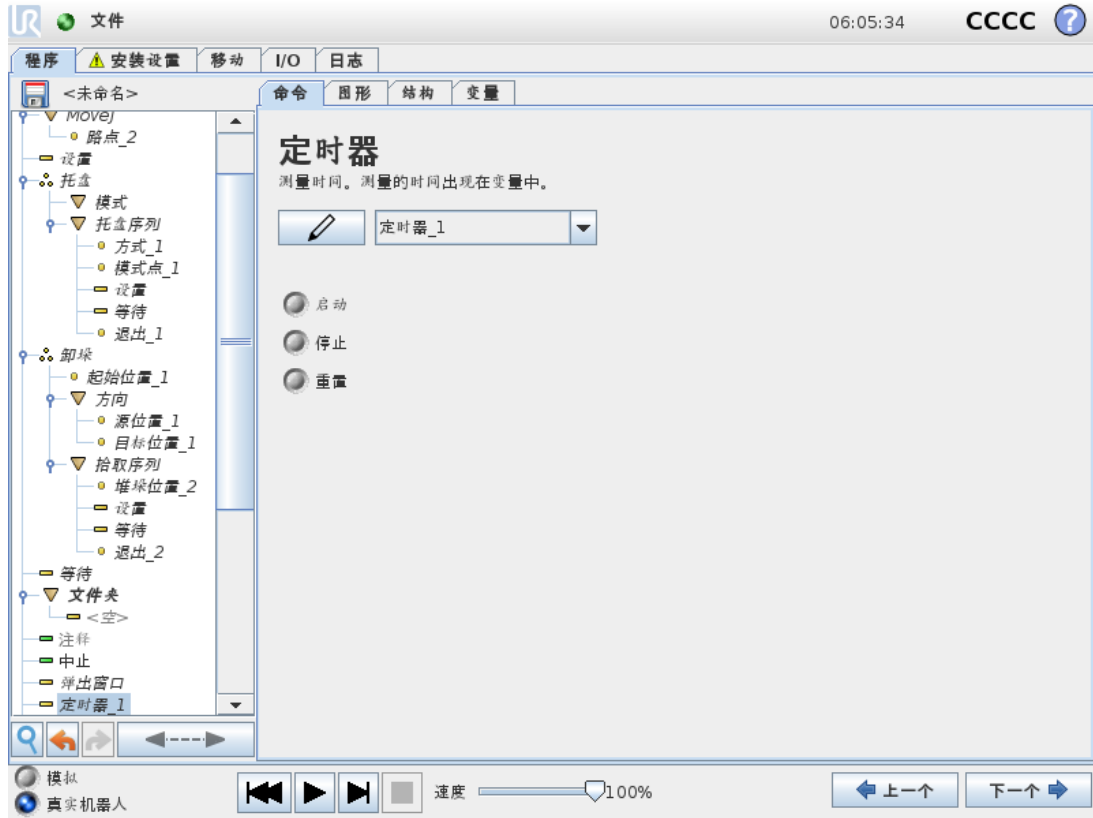 UR 文件 06:05:34 CCCC ?
程序 安装设置 移动 I/O 日志
<未命名> 命令 图形 结构 变量
MoveJ
路点_2
设置
托盘
模式
托盘序列
方式_1
模式点_1
设置
等待
退出_1
卸垛
起始位置_1
方向
源位置_1
目标位置_1
拾取序列
堆垛位置_2
设置
等待
退出_2
等待
文件夹
<空>
注释
中止
弹出窗口
定时器_1
定时器
测量时间。测量的时间出现在变量中。
定时器_1
启动
停止
重置
模拟
真实机器人
速度 100%
上一个 下一个